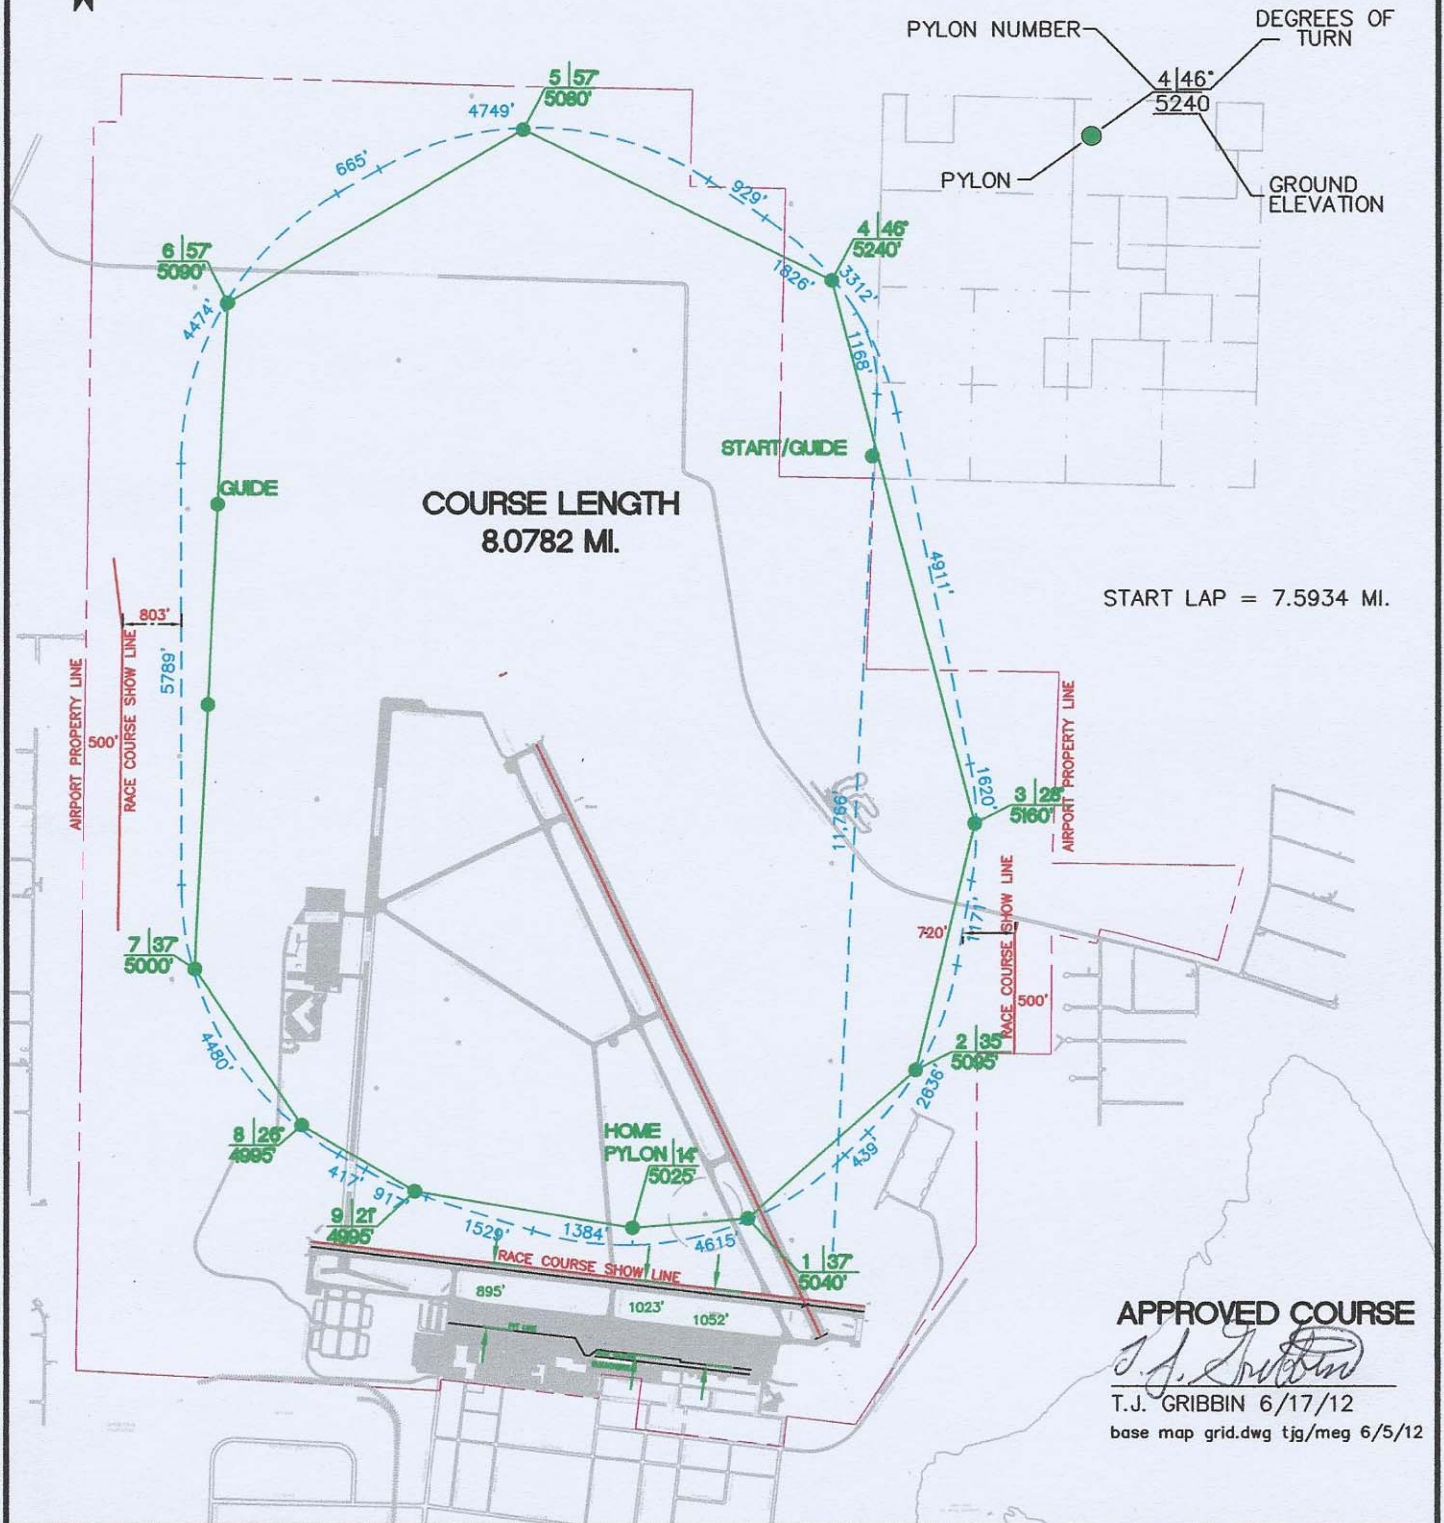 PYLON NUMBER
DEGREES OF
TURN
4 46°
5240
PYLON
GROUND
ELEVATION
5 57°
5080'
4749'
665'
929'
4 46°
5240'
6 57°
5090'
1826'
3312'
4474'
1168'
START/GUIDE
GUIDE
COURSE LENGTH
8.0782 MI.
4911'
START LAP = 7.5934 MI.
803'
5789'
AIRPORT PROPERTY LINE
500'
RACE COURSE SHOW LINE
AIRPORT PROPERTY LINE
1620'
3 28°
5160'
11,766'
RACE COURSE SHOW LINE
720'
1171'
500'
7 37°
5000'
2 35°
5095'
4480'
2636'
8 26°
4995'
HOME
PYLON 14°
5025'
439'
417'
917'
9 21°
4995'
1529'
1384'
4615'
RACE COURSE SHOW LINE
1 37°
5040'
895'
1023'
1052'
PIT LINE
APPROVED COURSE
T.J. Gribbin
T.J. GRIBBIN 6/17/12
base map grid.dwg tjg/meg 6/5/12